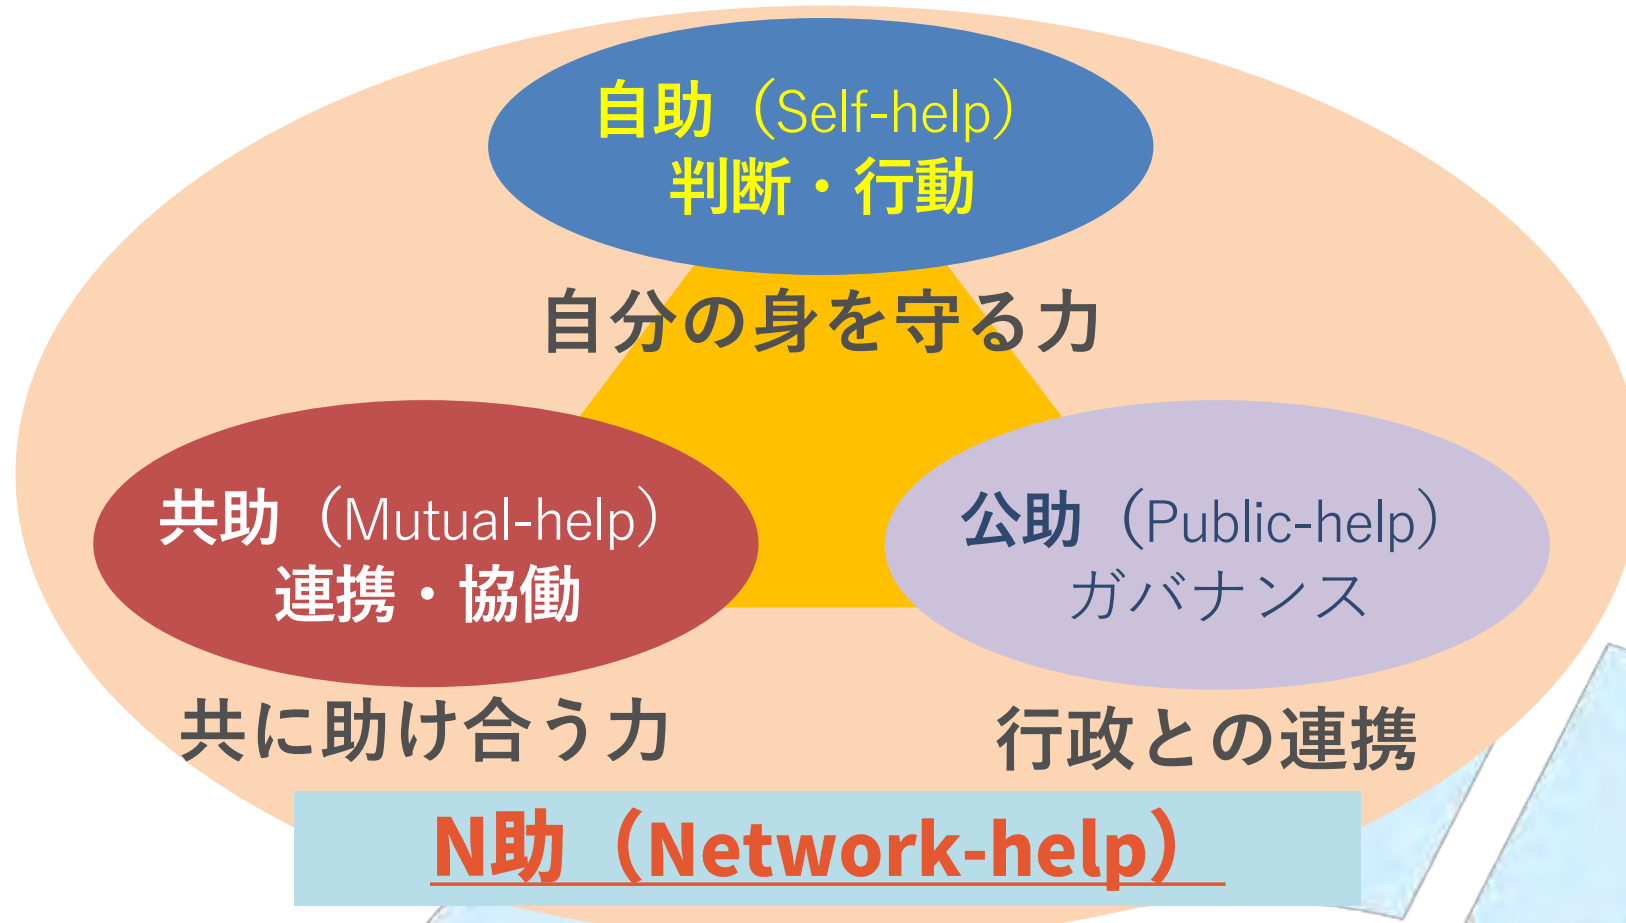 自助（Self-help）
判断・行動
自分の身を守る力
共助（Mutual-help）
連携・協働
共に助け合う力
公助（Public-help）
ガバナンス
行政との連携
N助（Network-help）